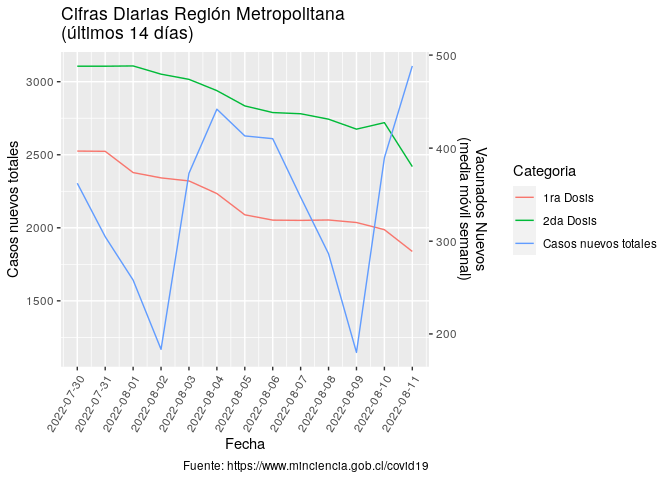 Cifras Diarias Región Metropolitana
(últimos 14 días)
Casos nuevos totales
3000
2500
2000
1500
500
400
300
200
Vacunados Nuevos
(media móvil semanal)
2022-07-30
2022-07-31
2022-08-01
2022-08-02
2022-08-03
2022-08-04
2022-08-05
2022-08-06
2022-08-07
2022-08-08
2022-08-09
2022-08-10
2022-08-11
Fecha
Categoria
1ra Dosis
2da Dosis
Casos nuevos totales
Fuente: https://www.minciencia.gob.cl/covid19